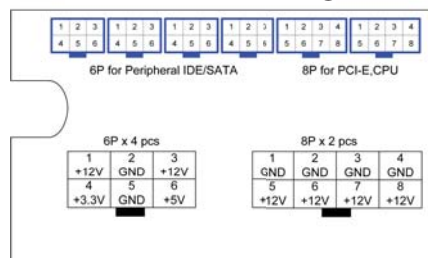 1 2 3 1 2 3 1 2 3 1 2 3 1 2 3 4 1 2 3 4
4 5 6 4 5 6 4 5 6 4 5 6 5 6 7 8 5 6 7 8
6P for Peripheral IDE/SATA 8P for PCI-E,CPU
6P x 4 pcs 8P x 2 pcs
1 2 3 1 2 3 4
+12V GND +12V GND GND GND GND
4 5 6 5 6 7 8
+3.3V GND +5V +12V +12V +12V +12V